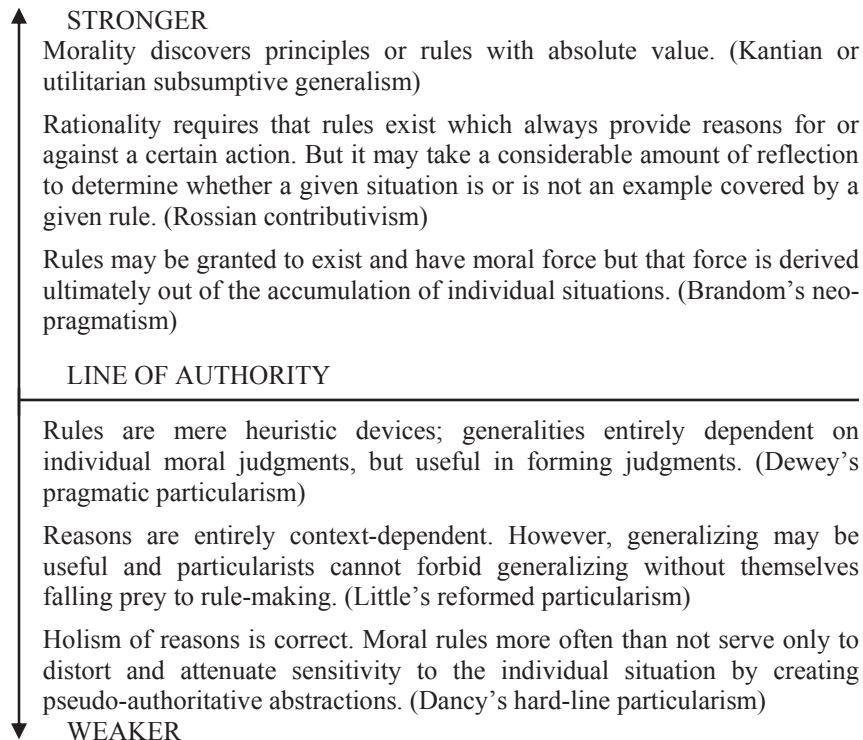 STRONGER
Morality discovers principles or rules with absolute value. (Kantian or
utilitarian subsumptive generalism)
Rationality requires that rules exist which always provide reasons for or
against a certain action. But it may take a considerable amount of reflection
to determine whether a given situation is or is not an example covered by a
given rule. (Rossian contributivism)
Rules may be granted to exist and have moral force but that force is derived
ultimately out of the accumulation of individual situations. (Brandom’s neo-
pragmatism)
LINE OF AUTHORITY
Rules are mere heuristic devices; generalities entirely dependent on
individual moral judgments, but useful in forming judgments. (Dewey’s
pragmatic particularism)
Reasons are entirely context-dependent. However, generalizing may be
useful and particularists cannot forbid generalizing without themselves
falling prey to rule-making. (Little’s reformed particularism)
Holism of reasons is correct. Moral rules more often than not serve only to
distort and attenuate sensitivity to the individual situation by creating
pseudo-authoritative abstractions. (Dancy’s hard-line particularism)
WEAKER